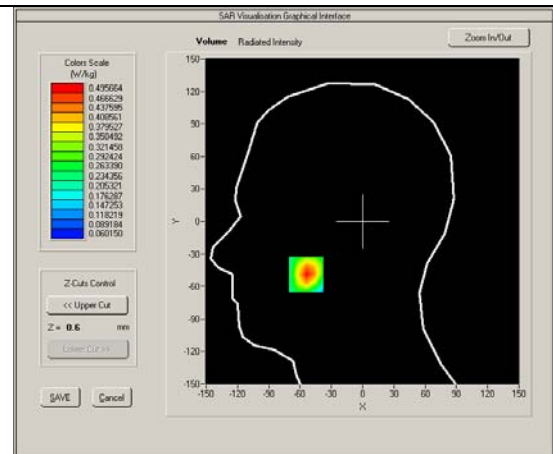 SAR Visualisation Graphical Interface
Volume Radiated Intensity
Zoom In/Out
Colors Scale
(W/kg)
0.495664
0.466629
0.437595
0.408561
0.379527
0.350492
0.321458
0.292424
0.263390
0.234356
0.205321
0.176287
0.147253
0.118219
0.089184
0.060150
Z-Cuts Control
<< Upper Cut
Z = 0.6 mm
Lower Cut >>
SAVE Cancel
150
120
90
60
30
Y 0
-30
-60
-90
-120
-150
-150 -120 -90 -60 -30 0 30 60 90 120 150
X